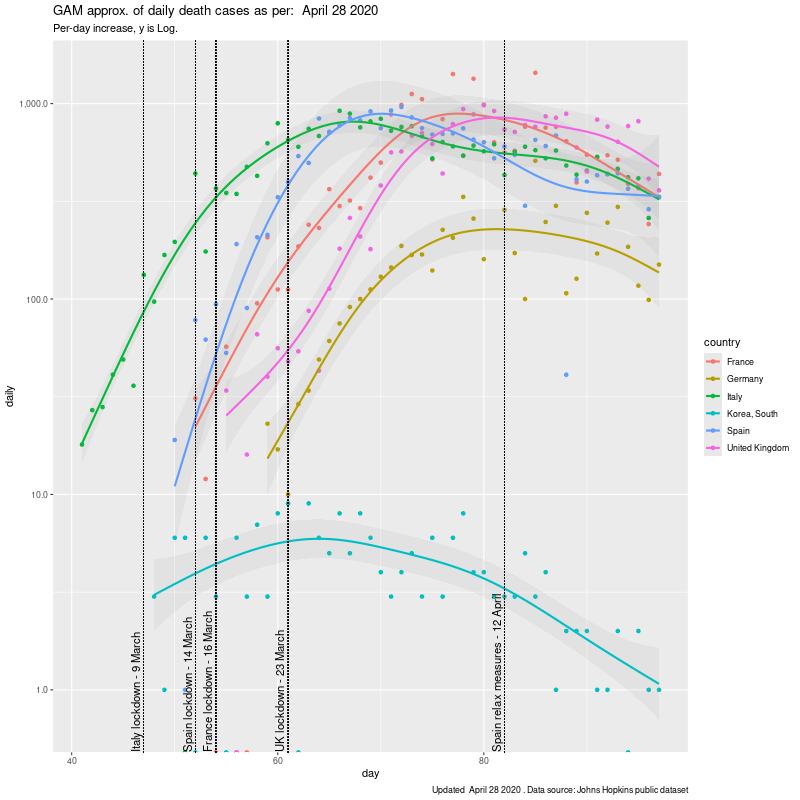 GAM approx. of daily death cases as per:  April 28 2020
Per-day increase, y is Log.
daily
1,000.0
100.0
10.0
1.0
Italy lockdown - 9 March
Spain lockdown - 14 March
France lockdown - 16 March
UK lockdown - 23 March
Spain relax measures - 12 April
40
60
80
day
country
France
Germany
Italy
Korea, South
Spain
United Kingdom
Updated  April 28 2020 . Data source: Johns Hopkins public dataset